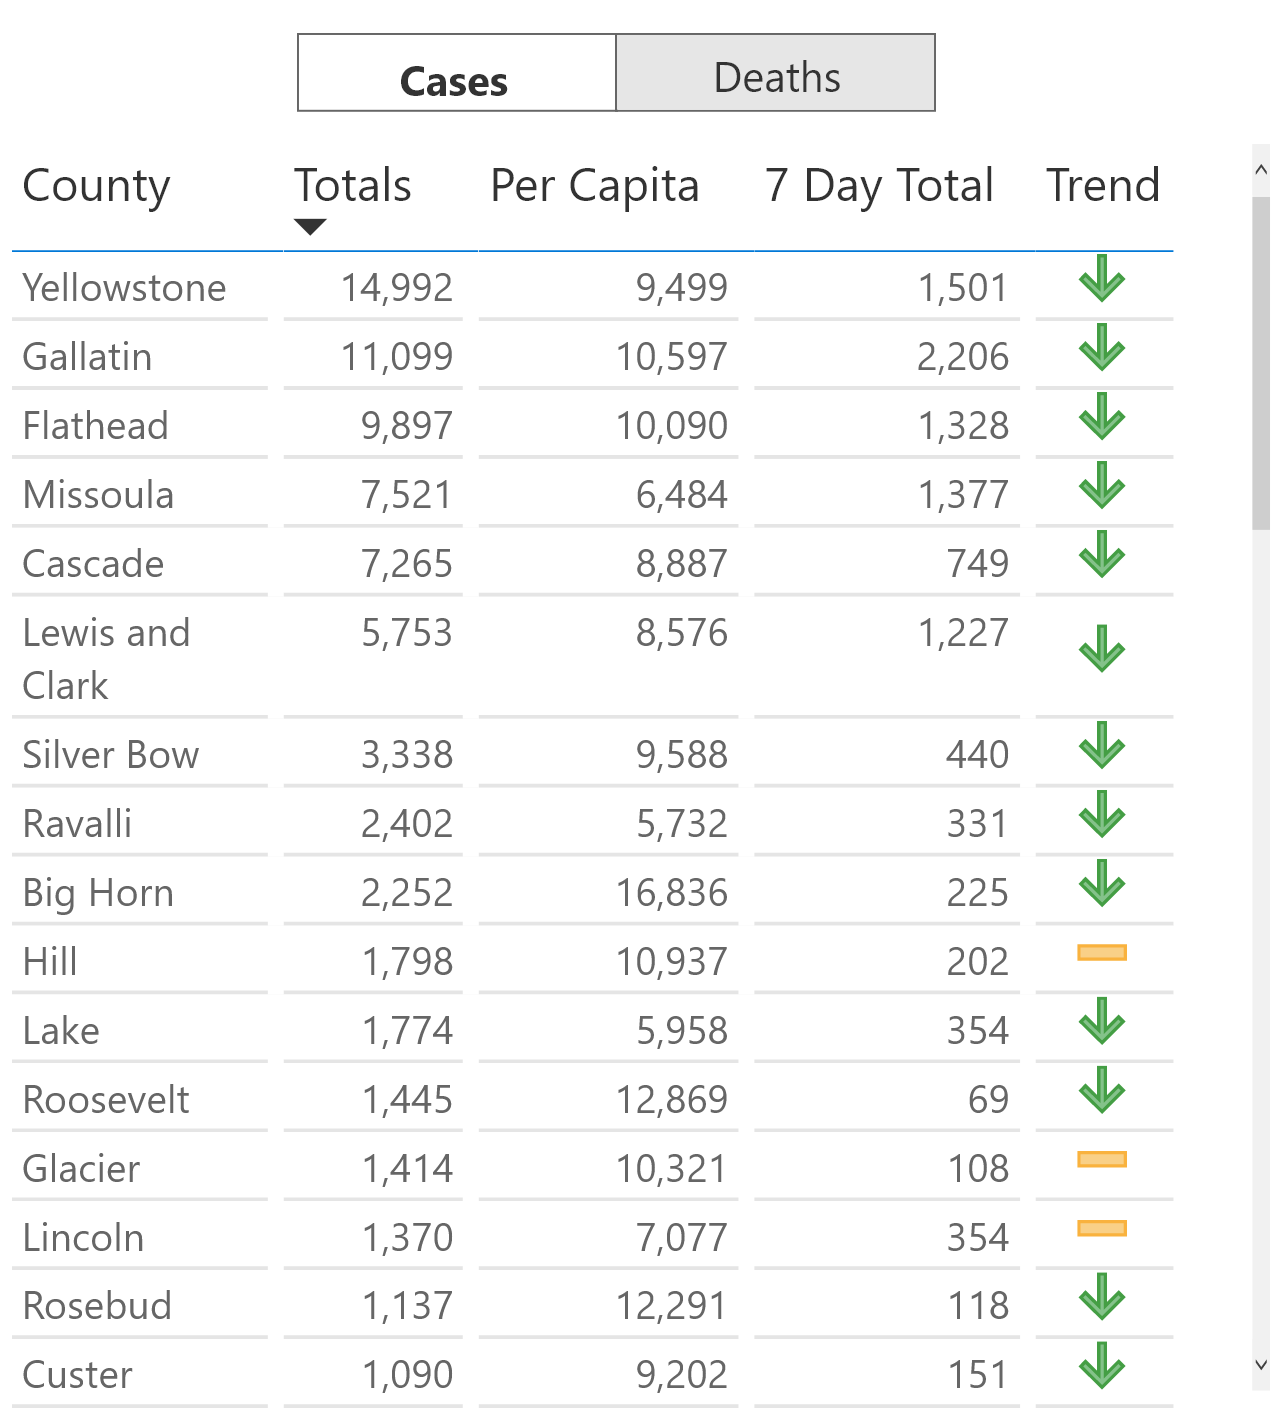 Cases Deaths
County Totals Per Capita 7 Day Total Trend
Yellowstone 14,992 9,499 1,501
Gallatin 11,099 10,597 2,206
Flathead 9,897 10,090 1,328
Missoula 7,521 6,484 1,377
Cascade 7,265 8,887 749
Lewis and 5,753 8,576 1,227
Clark
Silver Bow 3,338 9,588 440
Ravalli 2,402 5,732 331
Big Horn 2,252 16,836 225
Hill 1,798 10,937 202
Lake 1,774 5,958 354
Roosevelt 1,445 12,869 69
Glacier 1,414 10,321 108
Lincoln 1,370 7,077 354
Rosebud 1,137 12,291 118
Custer 1,090 9,202 151